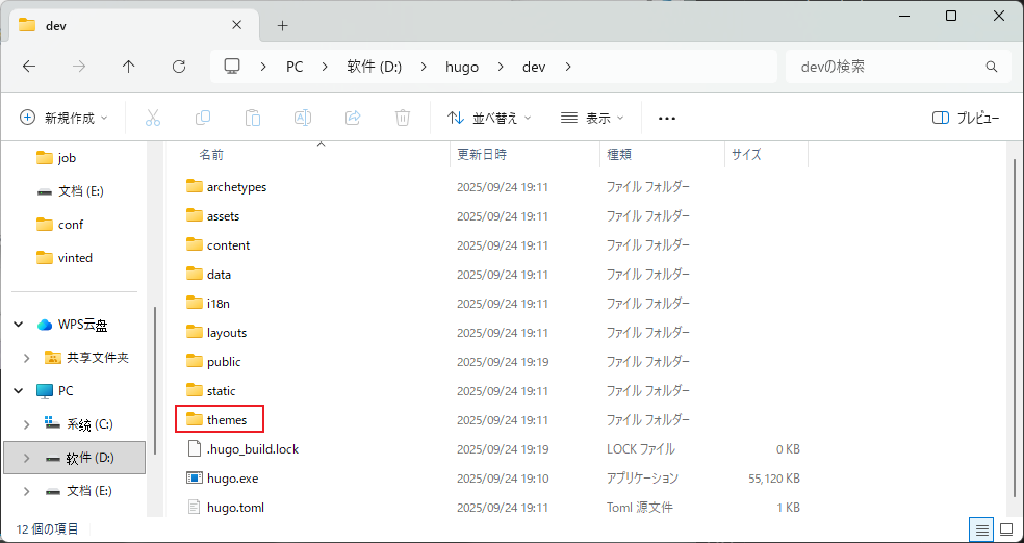 dev
PC 软件 (D:) hugo dev devの検索
新規作成 並べ替え 表示 プレビュー
job
文档 (E:)
conf
vinted
WPS云盘
共享文件夹
PC
系统 (C:)
软件 (D:)
文档 (E:)
名前 更新日時 種類 サイズ
archetypes 2025/09/24 19:11 ファイル フォルダー
assets 2025/09/24 19:11 ファイル フォルダー
content 2025/09/24 19:11 ファイル フォルダー
data 2025/09/24 19:11 ファイル フォルダー
i18n 2025/09/24 19:11 ファイル フォルダー
layouts 2025/09/24 19:11 ファイル フォルダー
public 2025/09/24 19:19 ファイル フォルダー
static 2025/09/24 19:11 ファイル フォルダー
themes 2025/09/24 19:11 ファイル フォルダー
.hugo_build.lock 2025/09/24 19:19 LOCK ファイル 0 KB
hugo.exe 2025/09/24 19:10 アプリケーション 55,120 KB
hugo.toml 2025/09/24 19:11 Toml 源文件 1 KB
12 個の項目